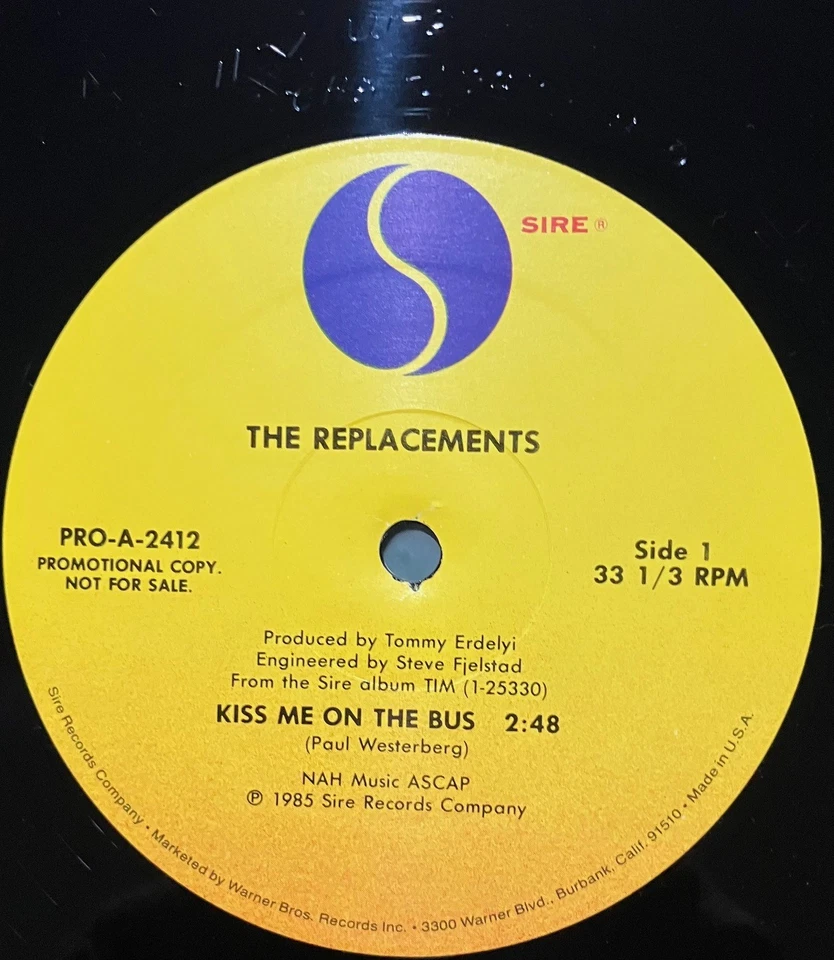 SIRE ®
THE REPLACEMENTS
PRO-A-2412
PROMOTIONAL COPY.
NOT FOR SALE.
Side 1
33 1/3 RPM
Produced by Tommy Erdelyi
Engineered by Steve Fjelstad
From the Sire album TIM (1-25330)
KISS ME ON THE BUS 2:48
(Paul Westerberg)
NAH Music ASCAP
℗ 1985 Sire Records Company
Sire Records Company • Marketed by Warner Bros. Records Inc. • 3300 Warner Blvd., Burbank, Calif. 91510 • Made in U.S.A.